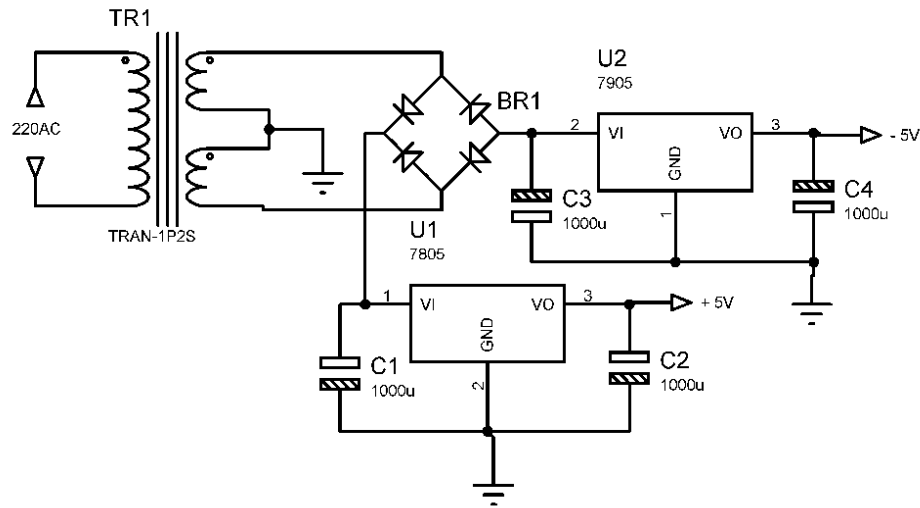 TR1
220AC
TRAN-1P2S
BR1
U2
7905
2
VI
VO
3
GND
1
- 5V
C3
1000u
C4
1000u
U1
7805
1
VI
VO
3
GND
2
+ 5V
C1
1000u
C2
1000u